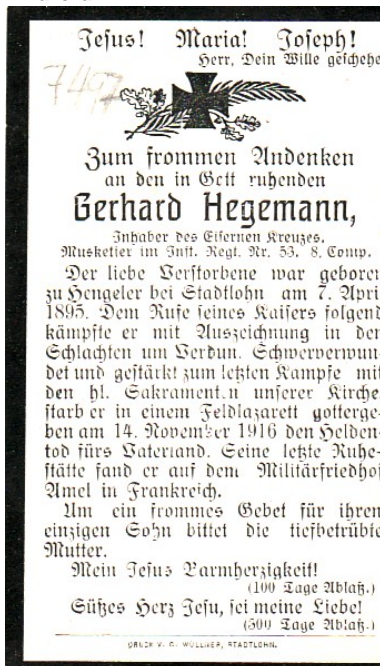 Jesus! Maria! Joseph!
Herr, Dein Wille geschehe
7497
Zum frommen Andenken
an den in Gott ruhenden
Gerhard Hegemann,
Inhaber des Eisernen Kreuzes.
Musketier im Inft. Regt. Nr. 53. 8. Comp.
Der liebe Verstorbene war geboren
zu Hengeler bei Stadtlohn am 7. April
1895. Dem Rufe seines Kaisers folgend
kämpfte er mit Auszeichnung in den
Schlachten um Verdun. Schwerverwun-
det und gestärkt zum letzten Kampfe mit
den hl. Sakramenten unserer Kirche,
starb er in einem Feldlazarett gotterge-
ben am 14. November 1916 den Helden-
tod fürs Vaterland. Seine letzte Ruhe-
stätte fand er auf dem Militärfriedhof
Amel in Frankreich.
Um ein frommes Gebet für ihren
einzigen Sohn bittet die tiefbetrübte
Mutter.
Mein Jesus Barmherzigkeit!
(100 Tage Ablaß.)
Süßes Herz Jesu, sei meine Liebe!
(300 Tage Ablaß.)
DRUCK V. C. WÜLLNER, STADTLOHN.